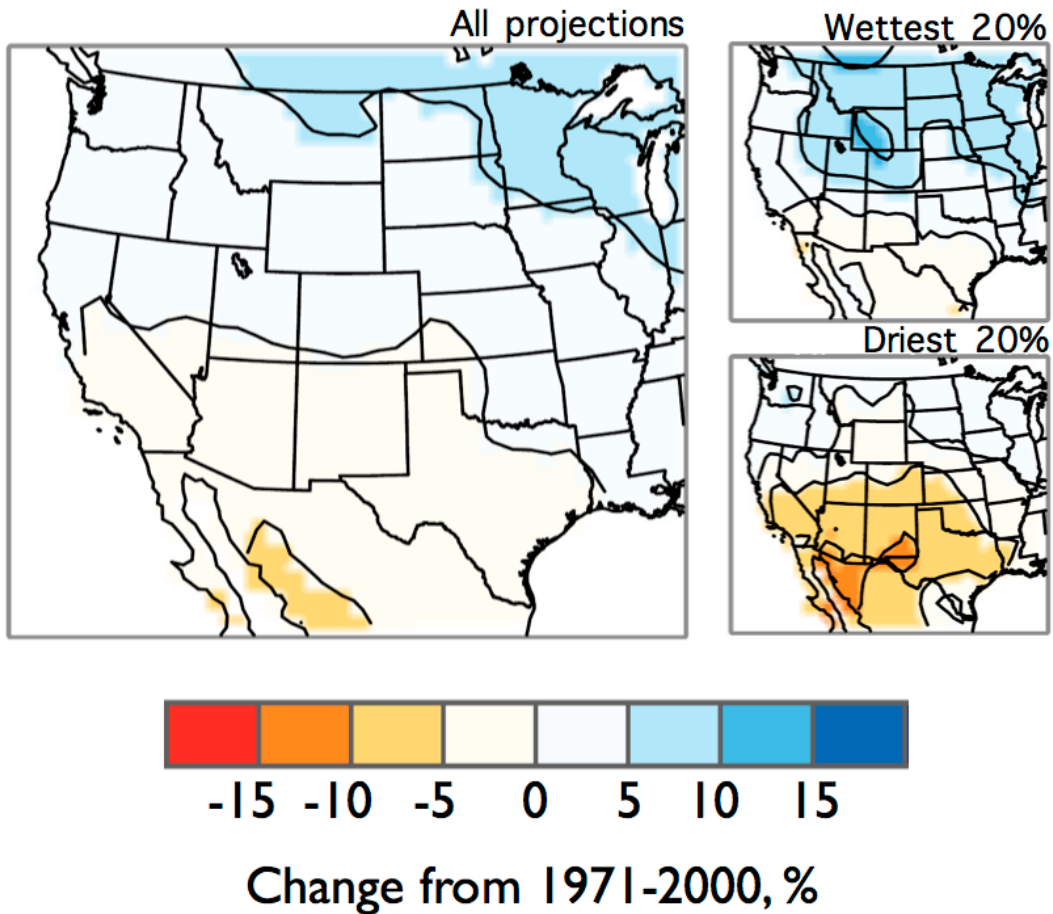 All projections
Wettest 20%
Driest 20%
-15 -10 -5 0 5 10 15
Change from 1971-2000, %